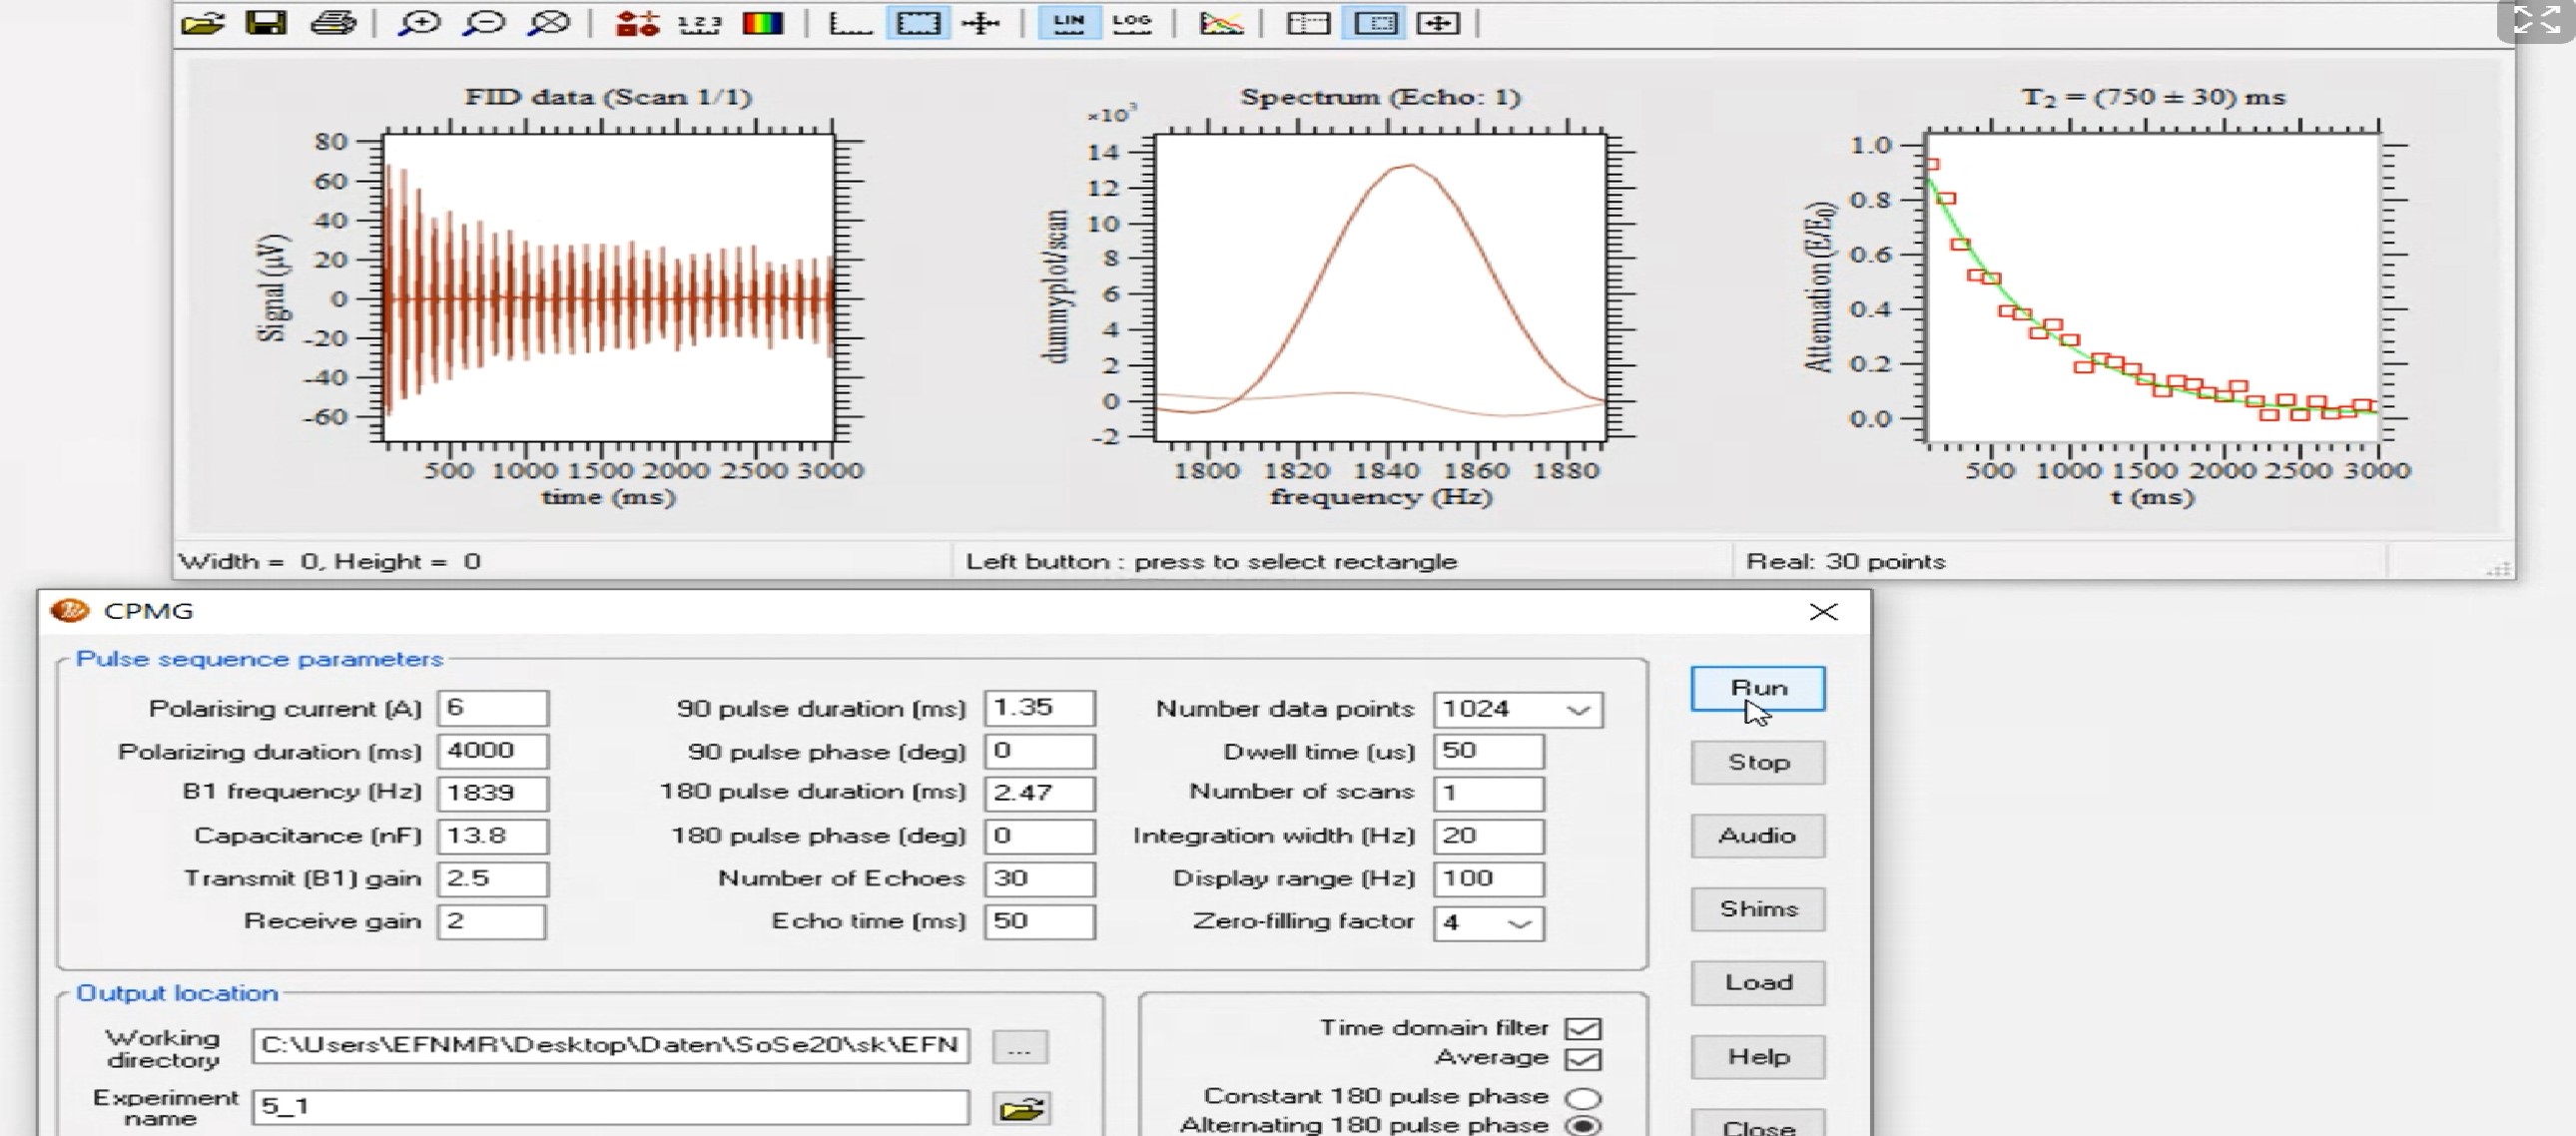 1 2 3
LIN
LOG
FID data (Scan 1/1)
80
60
40
20
0
-20
-40
-60
Signal (μV)
500 1000 1500 2000 2500 3000
time (ms)
Spectrum (Echo: 1)
×10³
14
12
10
8
6
4
2
0
-2
dummyplot/scan
1800 1820 1840 1860 1880
frequency (Hz)
T₂ = (750 ± 30) ms
1.0
0.8
0.6
0.4
0.2
0.0
Attenuation (E/E₀)
500 1000 1500 2000 2500 3000
t (ms)
Width = 0, Height = 0
Left button : press to select rectangle
Real: 30 points
CPMG
Pulse sequence parameters
Polarising current (A) 6
Polarizing duration (ms) 4000
B1 frequency (Hz) 1839
Capacitance (nF) 13.8
Transmit (B1) gain 2.5
Receive gain 2
90 pulse duration (ms) 1.35
90 pulse phase (deg) 0
180 pulse duration (ms) 2.47
180 pulse phase (deg) 0
Number of Echoes 30
Echo time (ms) 50
Number data points 1024
Dwell time (us) 50
Number of scans 1
Integration width (Hz) 20
Display range (Hz) 100
Zero-filling factor 4
Run
Stop
Audio
Shims
Load
Help
Close
Output location
Working
directory
C:\Users\EFNMR\Desktop\Daten\SoSe20\sk\EFN
...
Experiment
name
5_1
Time domain filter
Average
Constant 180 pulse phase
Alternating 180 pulse phase